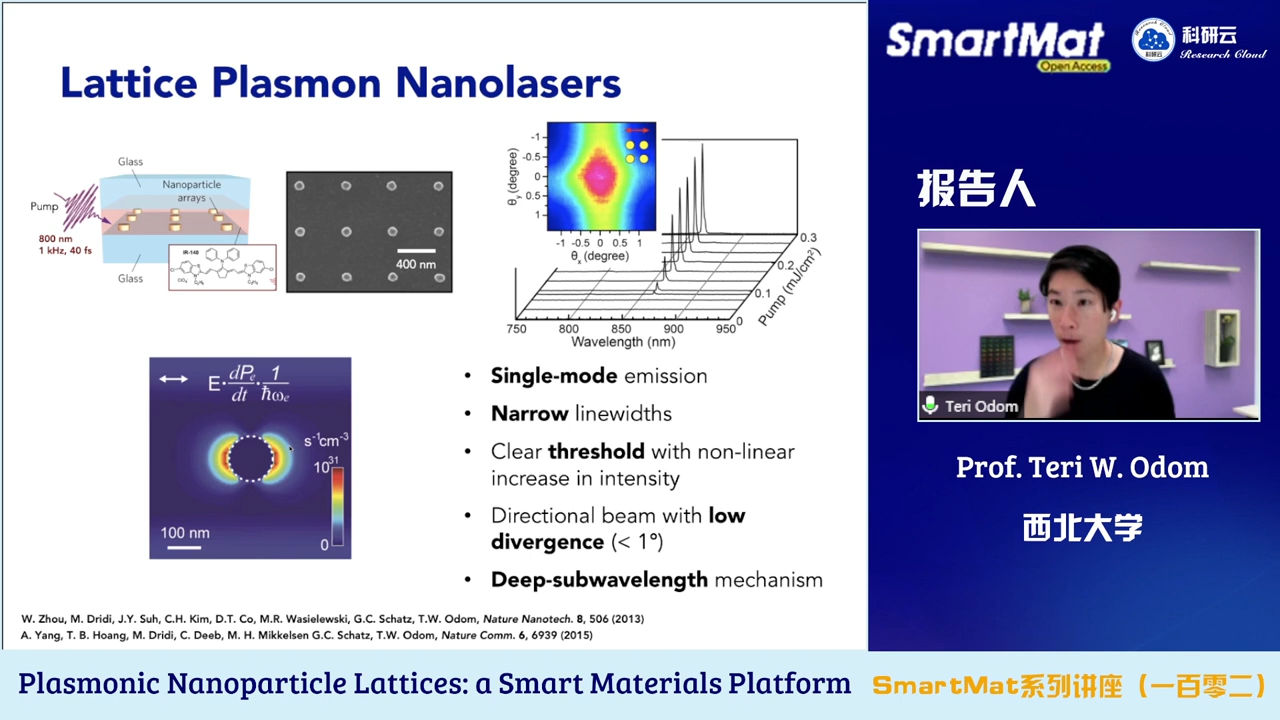 Lattice Plasmon Nanolasers
Glass
Nanoparticle
arrays
Pump
800 nm
1 kHz, 40 fs
IR-140
Glass
400 nm
-1
-0.5
0
0.5
1
θy (degree)
-1 -0.5 0 0.5 1
θx (degree)
0.3
0.2
0.1
0
Pump (mJ/cm²)
750 800 850 900 950
Wavelength (nm)
E·dPe/dt·1/ħωe
s⁻¹cm⁻³
10³¹
0
100 nm
• Single-mode emission
• Narrow linewidths
• Clear threshold with non-linear
increase in intensity
• Directional beam with low
divergence (< 1°)
• Deep-subwavelength mechanism
W. Zhou, M. Dridi, J.Y. Suh, C.H. Kim, D.T. Co, M.R. Wasielewski, G.C. Schatz, T.W. Odom, Nature Nanotech. 8, 506 (2013)
A. Yang, T. B. Hoang, M. Dridi, C. Deeb, M. H. Mikkelsen G.C. Schatz, T.W. Odom, Nature Comm. 6, 6939 (2015)
SmartMat
Open Access
科研云
科研云
Research Cloud
报告人
Teri Odom
Prof. Teri W. Odom
西北大学
Plasmonic Nanoparticle Lattices: a Smart Materials Platform
SmartMat系列讲座（一百零二）